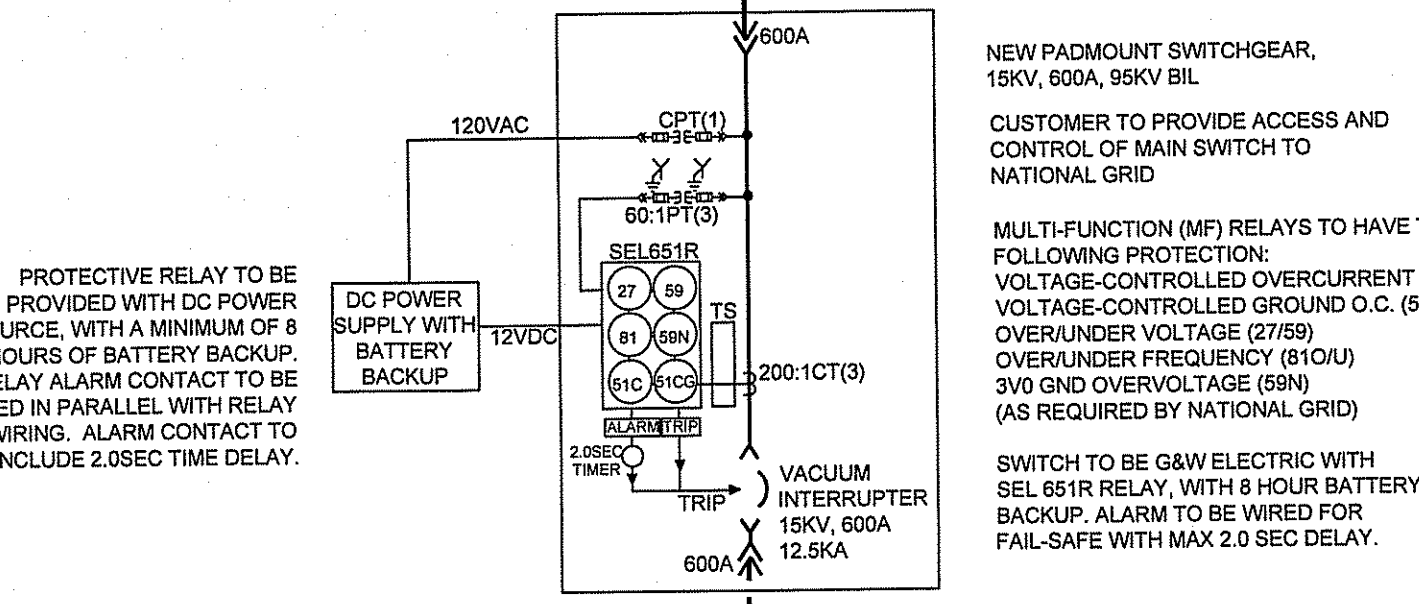 600A
120VAC
CPT(1)
60:1PT(3)
SEL651R
27 59
81 59N
51C 51CG
TS
200:1CT(3)
ALARM TRIP
2.0SEC
TIMER
TRIP
VACUUM
INTERRUPTER
15KV, 600A
12.5KA
600A
12VDC
DC POWER
SUPPLY WITH
BATTERY
BACKUP
PROTECTIVE RELAY TO BE
PROVIDED WITH DC POWER
WITH A MINIMUM OF 8
HOURS OF BATTERY BACKUP.
ALARM CONTACT TO BE
IN PARALLEL WITH RELAY
ALARM CONTACT TO
2.0SEC TIME DELAY.
NEW PADMOUNT SWITCHGEAR,
15KV, 600A, 95KV BIL
CUSTOMER TO PROVIDE ACCESS AND
CONTROL OF MAIN SWITCH TO
NATIONAL GRID
MULTI-FUNCTION (MF) RELAYS TO HAVE
FOLLOWING PROTECTION:
VOLTAGE-CONTROLLED OVERCURRENT
VOLTAGE-CONTROLLED GROUND O.C.
OVER/UNDER VOLTAGE (27/59)
OVER/UNDER FREQUENCY (81O/U)
3V0 GND OVERVOLTAGE (59N)
(AS REQUIRED BY NATIONAL GRID)
SWITCH TO BE G&W ELECTRIC WITH
SEL 651R RELAY, WITH 8 HOUR BATTERY
BACKUP. ALARM TO BE WIRED FOR
FAIL-SAFE WITH MAX 2.0 SEC DELAY.